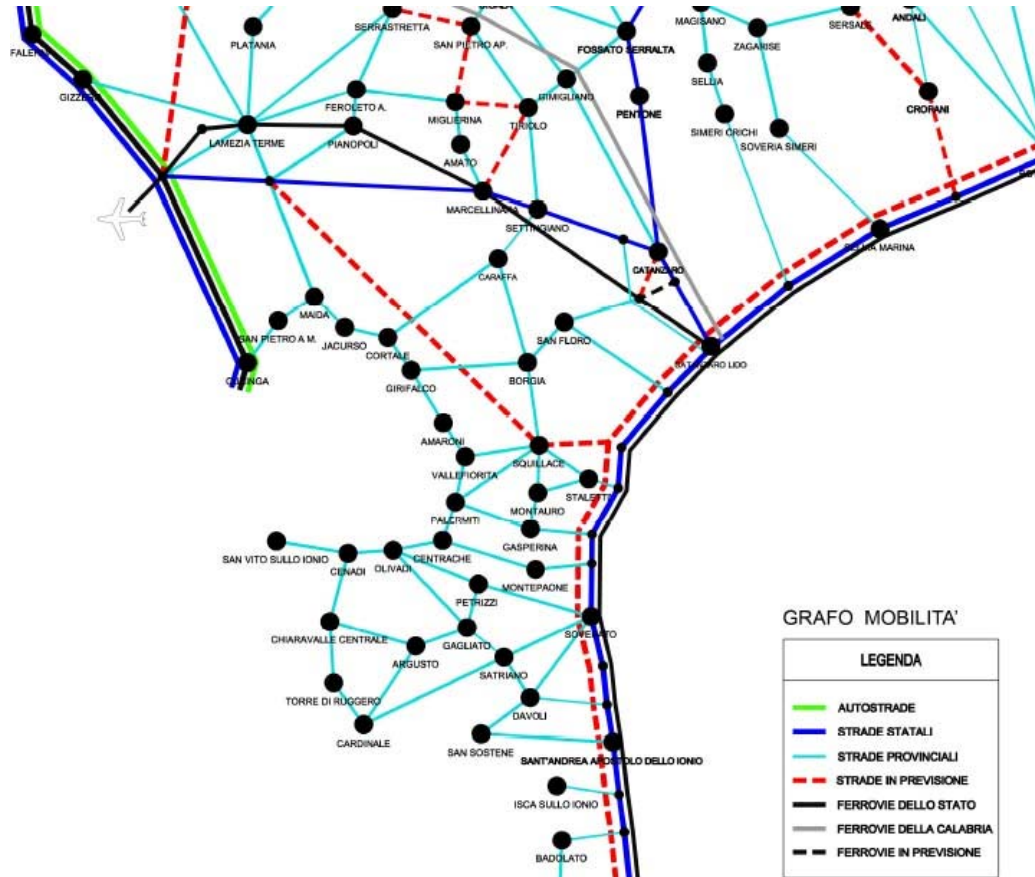 MAGISANO
SERSALE
ANDALI
SERRASTRETTA
SAN PIETRO AP.
ZAGARISE
PLATANIA
FOSSATO SERRALTA
SELLIA
GIZZERIA
GIMIGLIANO
FEROLETO A.
PENTONE
CROPANI
MIGLIERINA
TIRIOLO
SIMERI CRICHI
LAMEZIA TERME
PIANOPOLI
SOVERIA SIMERI
AMATO
MARCELLINARA
SETTINGIANO
SELLIA MARINA
CATANZARO
CARAFFA
MAIDA
SAN PIETRO A M.
JACURSO
SAN FLORO
CORTALE
CATANZARO LIDO
CURINGA
GIRIFALCO
BORGIA
AMARONI
SQUILLACE
VALLEFIORITA
STALETTI
MONTAURO
PALERMITI
GASPERINA
SAN VITO SULLO IONIO
CENTRACHE
OLIVADI
CENADI
MONTEPAONE
PETRIZZI
CHIARAVALLE CENTRALE
SOVERATO
GAGLIATO
ARGUSTO
SATRIANO
TORRE DI RUGGERO
DAVOLI
CARDINALE
SAN SOSTENE
SANT'ANDREA APOSTOLO DELLO IONIO
ISCA SULLO IONIO
BADOLATO
GRAFO MOBILITA'
LEGENDA
AUTOSTRADE
STRADE STATALI
STRADE PROVINCIALI
STRADE IN PREVISIONE
FERROVIE DELLO STATO
FERROVIE DELLA CALABRIA
FERROVIE IN PREVISIONE